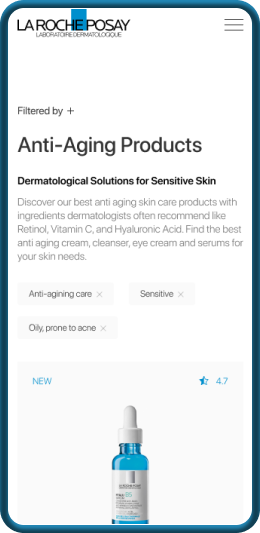 LA ROCHE POSAY
LABORATOIRE DERMATOLOGIQUE
Filtered by +
Anti-Aging Products
Dermatological Solutions for Sensitive Skin
Discover our best anti aging skin care products with
ingredients dermatologists often recommend like
Retinol, Vitamin C, and Hyaluronic Acid. Find the best
anti aging cream, cleanser, eye cream and serums for
your skin needs.
Anti-agining care ×
Sensitive ×
Oily, prone to acne ×
NEW
4.7